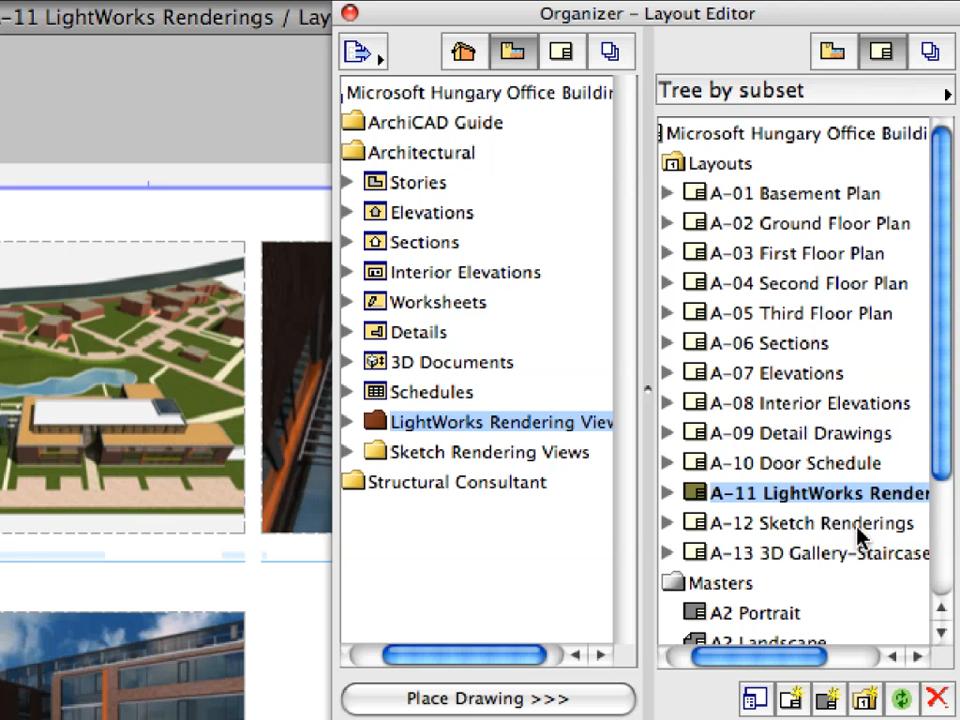 -11 LightWorks Renderings / Lay
Organizer - Layout Editor
Microsoft Hungary Office Buildin
ArchiCAD Guide
Architectural
Stories
Elevations
Sections
Interior Elevations
Worksheets
Details
3D Documents
Schedules
LightWorks Rendering View
Sketch Rendering Views
Structural Consultant
Place Drawing >>>
Tree by subset
Microsoft Hungary Office Buildi
Layouts
A-01 Basement Plan
A-02 Ground Floor Plan
A-03 First Floor Plan
A-04 Second Floor Plan
A-05 Third Floor Plan
A-06 Sections
A-07 Elevations
A-08 Interior Elevations
A-09 Detail Drawings
A-10 Door Schedule
A-11 LightWorks Render
A-12 Sketch Renderings
A-13 3D Gallery-Staircase
Masters
A2 Portrait
A2 Landscape